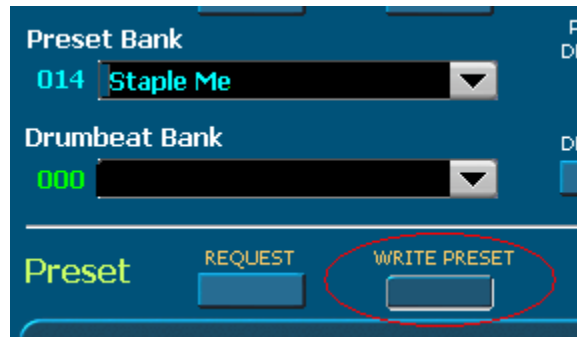 Preset Bank
014 Staple Me
Drumbeat Bank
000
Preset REQUEST WRITE PRESET